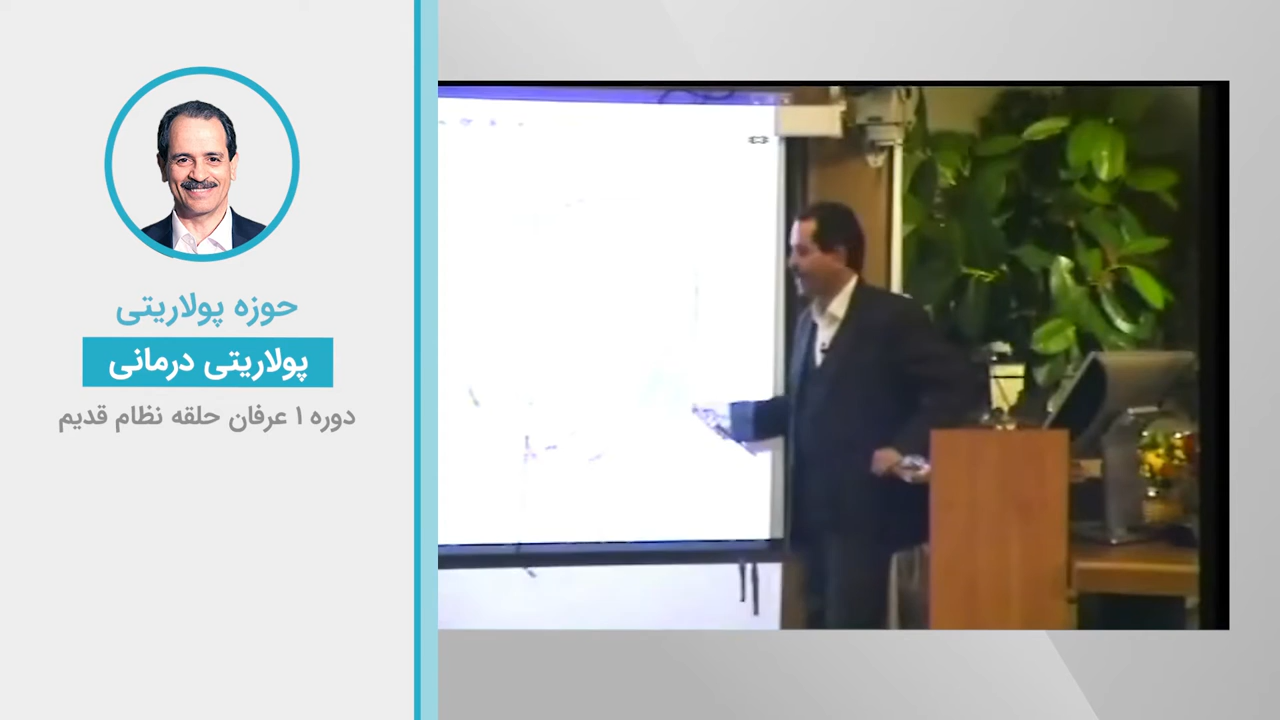 حوزه پولاریتی
پولاریتی درمانی
دوره ۱ عرفان حلقه نظام قدیم